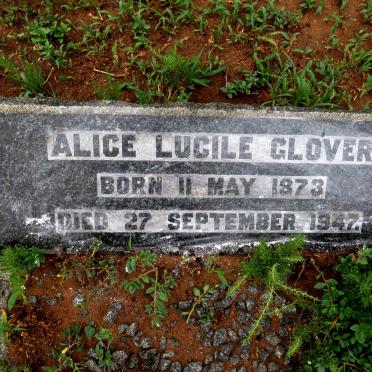 ALICE LUCILE GLOVER
BORN 11 MAY 1873
DIED 27 SEPTEMBER 1947.